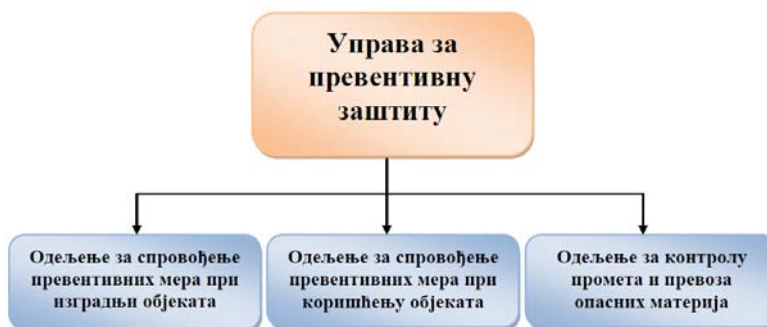 Управа за
превентивну
заштиту
Одељење за спровођење
превентивних мера при
изградњи објеката
Одељење за спровођење
превентивних мера при
коришћењу објеката
Одељење за контролу
промета и превоза
опасних материја